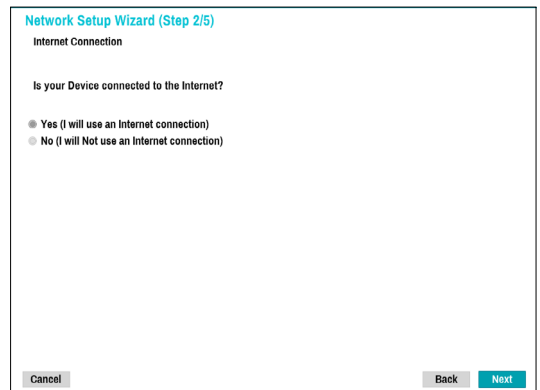 Network Setup Wizard (Step 2/5)
Internet Connection
Is your Device connected to the Internet?
Yes (I will use an Internet connection)
No (I will Not use an Internet connection)
Cancel Back Next